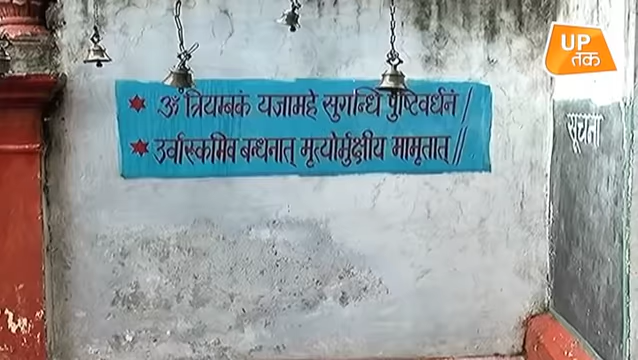 ॐ त्रियम्बकं यजामहे सुगन्धि पुष्टिवर्धनं /
उर्वारुकमिव बन्धनात् मृत्योर्मुक्षीय मामृतात् //
सूचना
UP
तक